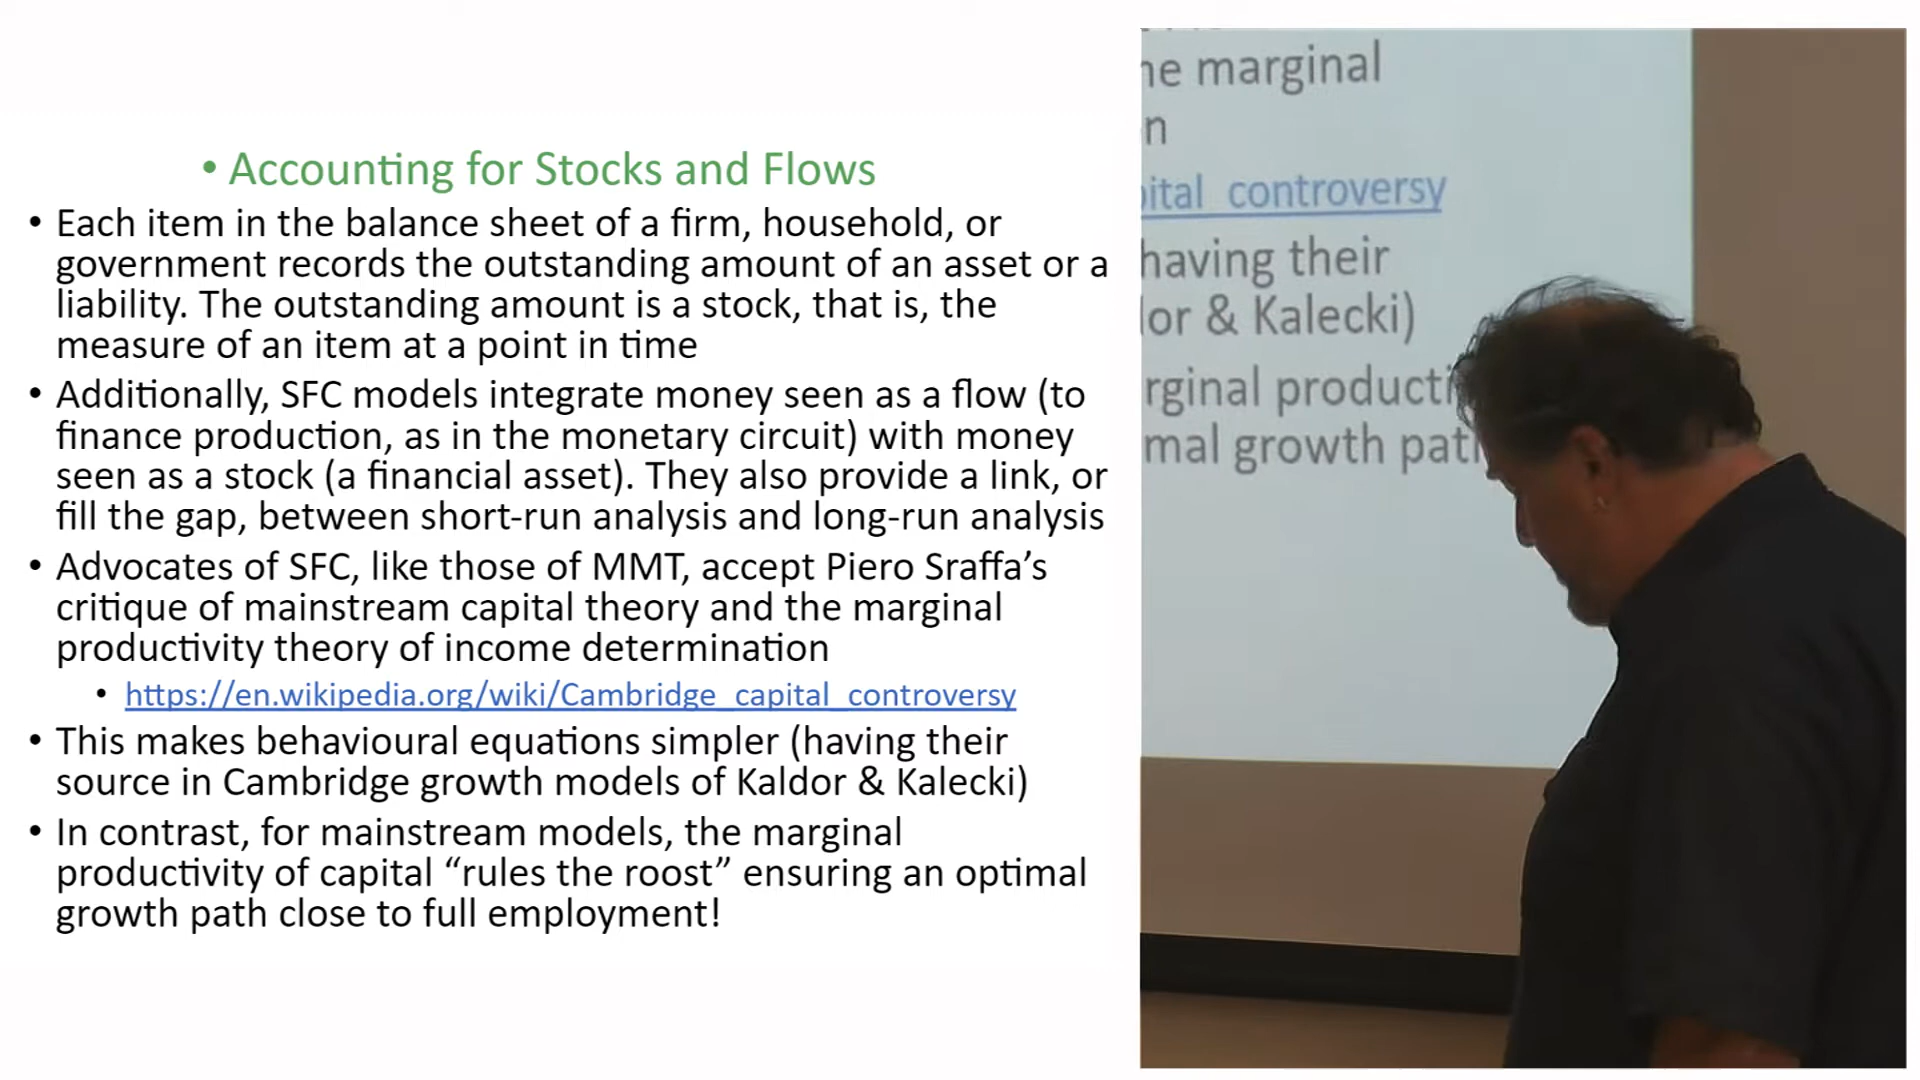 • Accounting for Stocks and Flows
• Each item in the balance sheet of a firm, household, or
government records the outstanding amount of an asset or a
liability. The outstanding amount is a stock, that is, the
measure of an item at a point in time
• Additionally, SFC models integrate money seen as a flow (to
finance production, as in the monetary circuit) with money
seen as a stock (a financial asset). They also provide a link, or
fill the gap, between short-run analysis and long-run analysis
• Advocates of SFC, like those of MMT, accept Piero Sraffa’s
critique of mainstream capital theory and the marginal
productivity theory of income determination
• https://en.wikipedia.org/wiki/Cambridge_capital_controversy
• This makes behavioural equations simpler (having their
source in Cambridge growth models of Kaldor & Kalecki)
• In contrast, for mainstream models, the marginal
productivity of capital “rules the roost” ensuring an optimal
growth path close to full employment!
he marginal
n
pital_controversy
having their
dor & Kalecki)
rginal producti
mal growth path